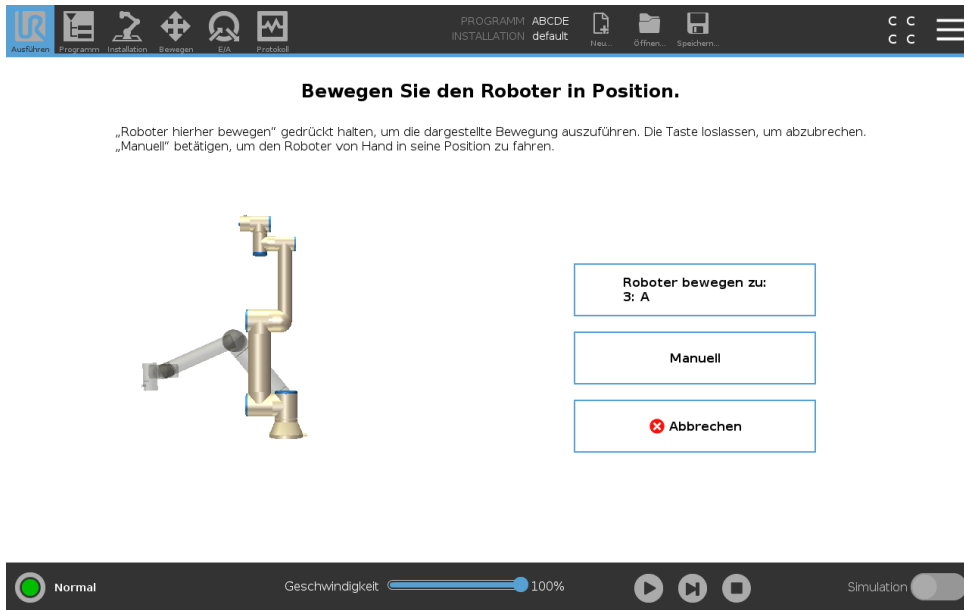 PROGRAMM ABCDE
INSTALLATION default
C C
C C
Ausführen Programm Installation Bewegen E/A Protokoll
Neu... Öffnen... Speichern...
Bewegen Sie den Roboter in Position.
„Roboter hierher bewegen“ gedrückt halten, um die dargestellte Bewegung auszuführen. Die Taste loslassen, um abzubrechen.
„Manuell“ betätigen, um den Roboter von Hand in seine Position zu fahren.
Roboter bewegen zu:
3: A
Manuell
Abbrechen
Normal
Geschwindigkeit 100%
Simulation